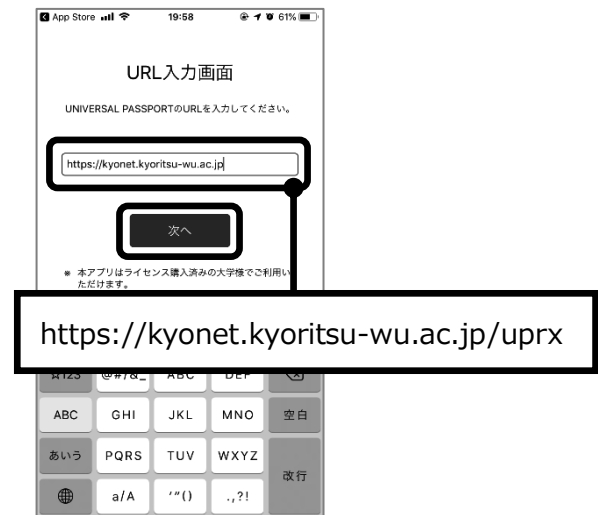 App Store 19:58 61%
URL入力画面
UNIVERSAL PASSPORTのURLを入力してください。
https://kyonet.kyoritsu-wu.ac.jp
次へ
※ 本アプリはライセンス購入済みの大学様でご利用い
ただけます。
https://kyonet.kyoritsu-wu.ac.jp/uprx
☆123 @#/&_ ABC DEF
ABC GHI JKL MNO 空白
あいう PQRS TUV WXYZ
改行
a/A ’”() .,?!